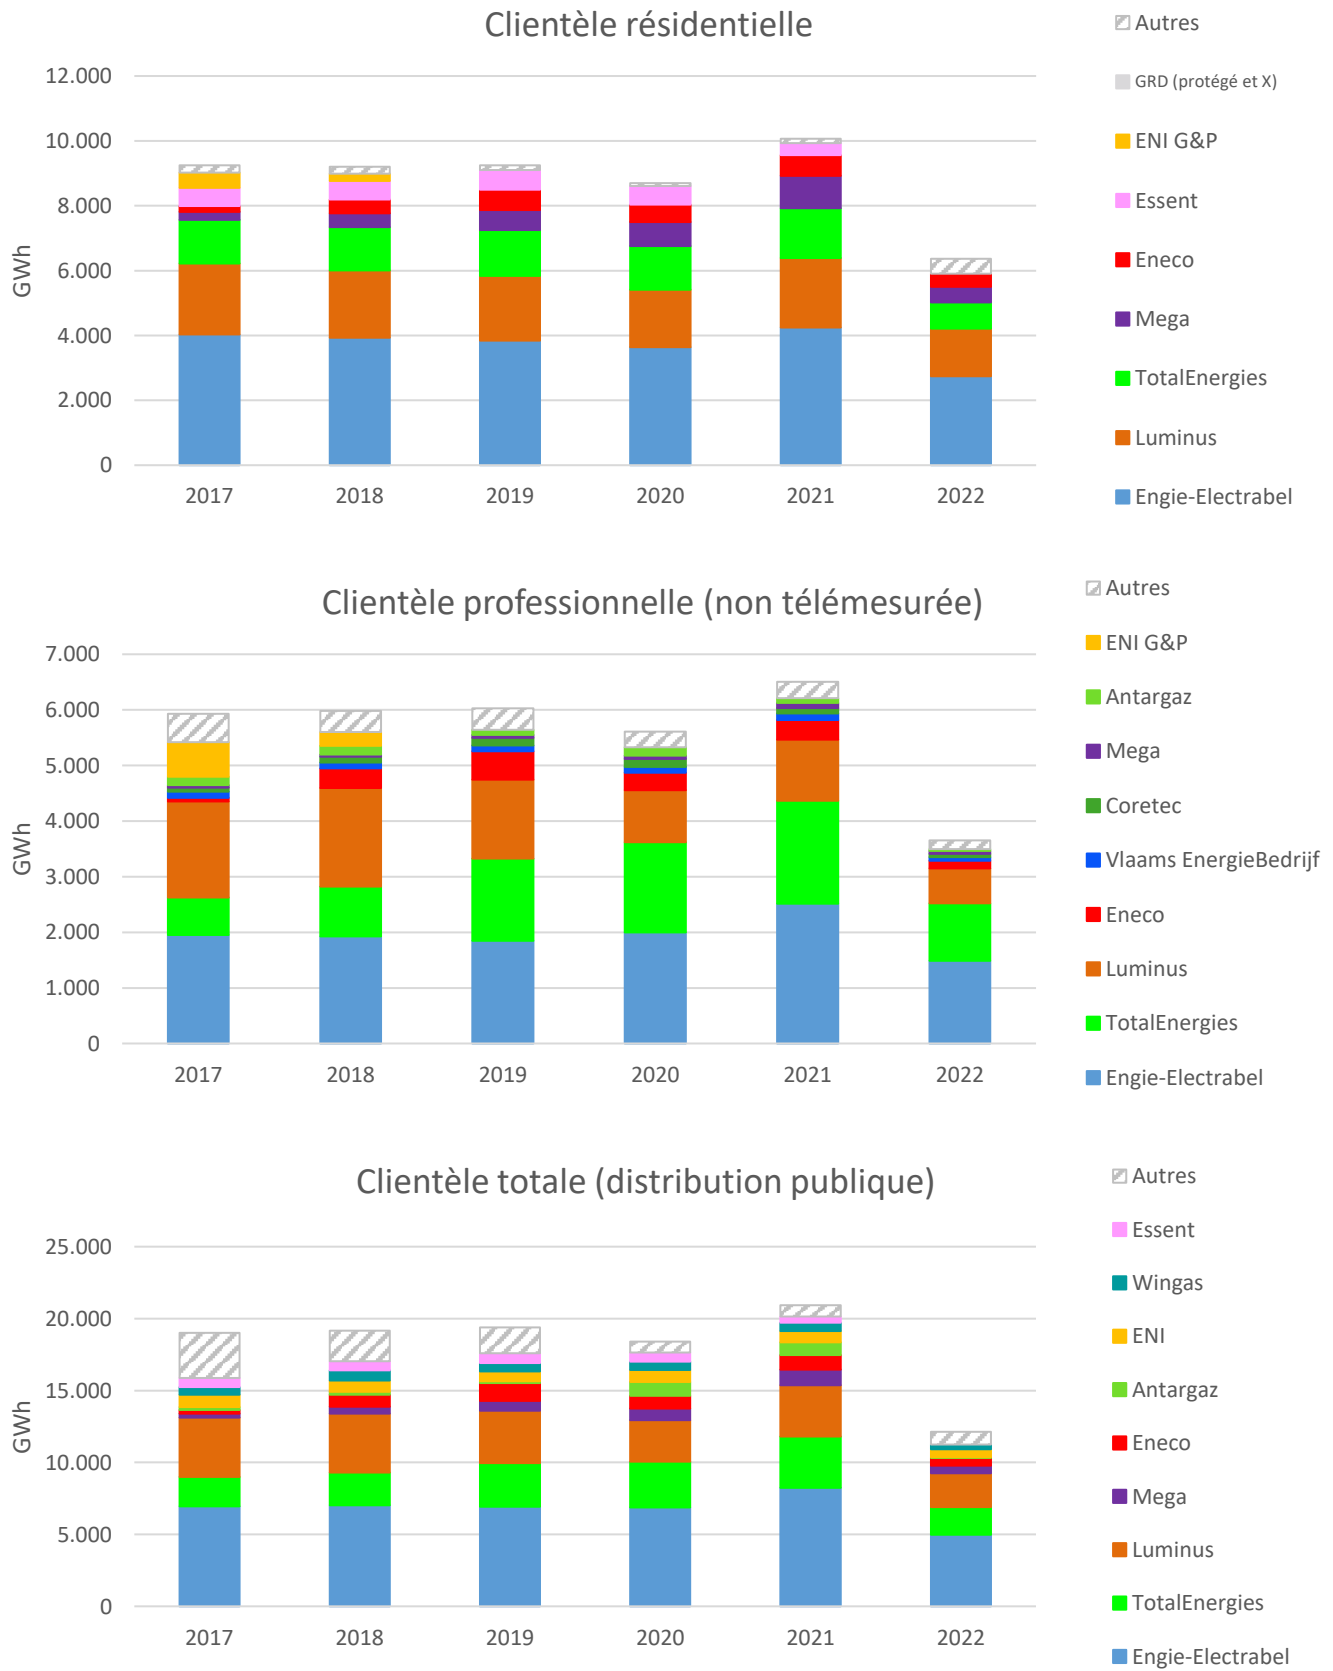 Clientèle résidentielle
12.000
10.000
8.000
6.000
4.000
2.000
0
GWh
2017
2018
2019
2020
2021
2022
Autres
GRD (protégé et X)
ENI G&P
Essent
Eneco
Mega
TotalEnergies
Luminus
Engie-Electrabel
Clientèle professionnelle (non télémesurée)
7.000
6.000
5.000
4.000
3.000
2.000
1.000
0
GWh
2017
2018
2019
2020
2021
2022
Autres
ENI G&P
Antargaz
Mega
Coretec
Vlaams EnergieBedrijf
Eneco
Luminus
TotalEnergies
Engie-Electrabel
Clientèle totale (distribution publique)
25.000
20.000
15.000
10.000
5.000
0
GWh
2017
2018
2019
2020
2021
2022
Autres
Essent
Wingas
ENI
Antargaz
Eneco
Mega
Luminus
TotalEnergies
Engie-Electrabel